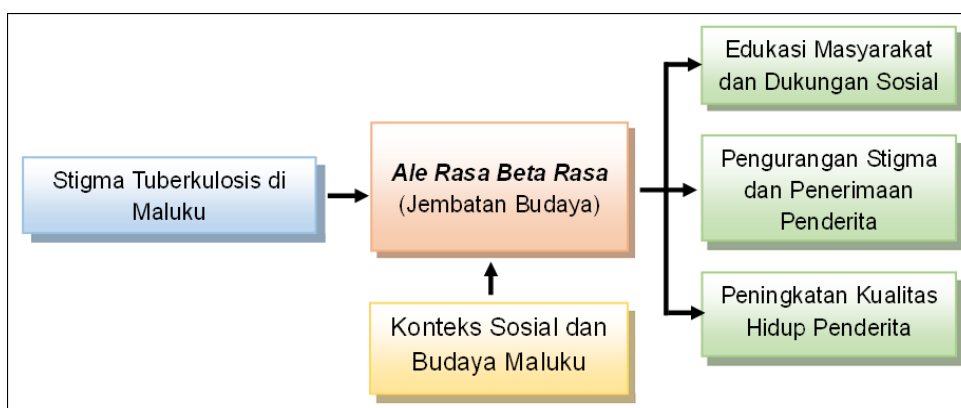 Stigma Tuberkulosis di
Maluku
Ale Rasa Beta Rasa
(Jembatan Budaya)
Konteks Sosial dan
Budaya Maluku
Edukasi Masyarakat
dan Dukungan Sosial
Pengurangan Stigma
dan Penerimaan
Penderita
Peningkatan Kualitas
Hidup Penderita